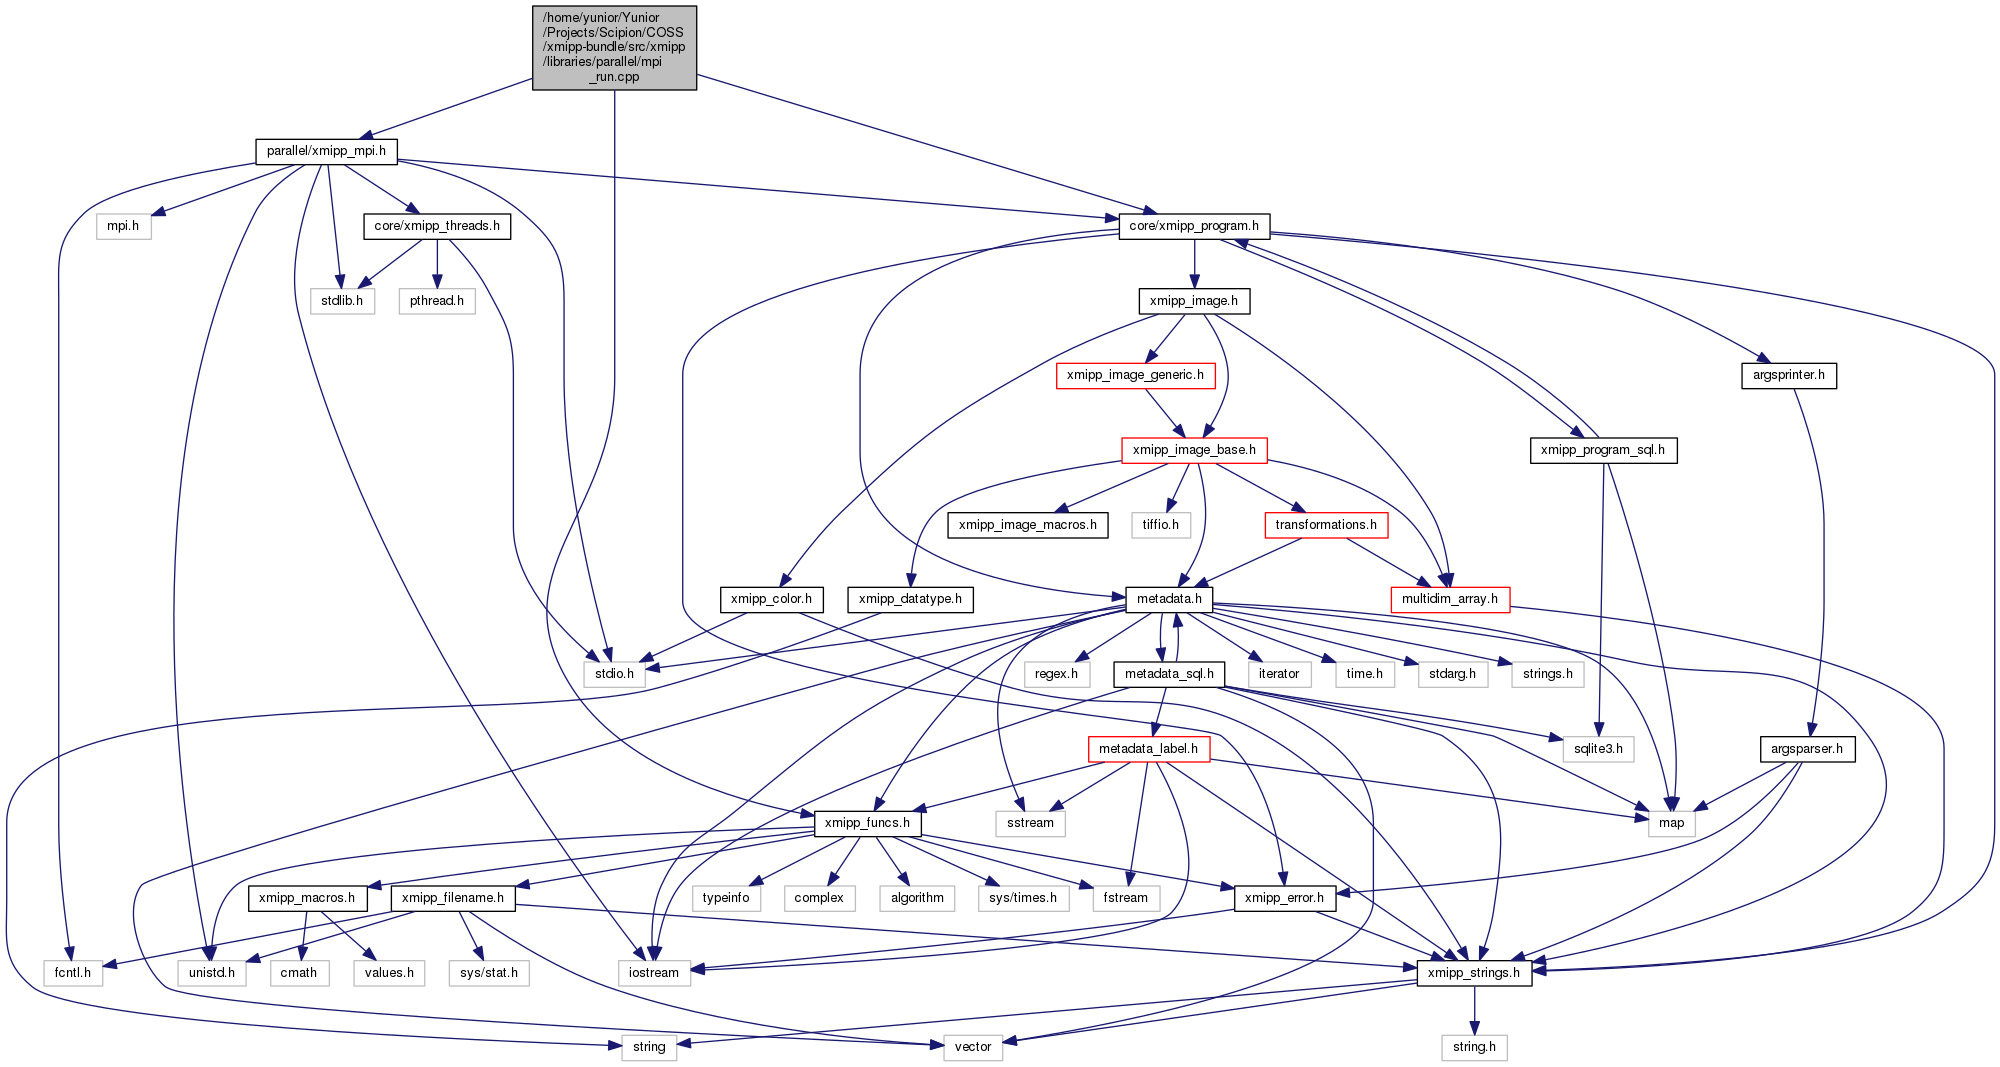 /home/yunior/Yunior
/Projects/Scipion/COSS
/xmipp-bundle/src/xmipp
/libraries/parallel/mpi
_run.cpp
parallel/xmipp_mpi.h
mpi.h
core/xmipp_threads.h
core/xmipp_program.h
stdlib.h
pthread.h
xmipp_image.h
xmipp_image_generic.h
argsprinter.h
xmipp_image_base.h
xmipp_program_sql.h
xmipp_image_macros.h
tiffio.h
transformations.h
xmipp_color.h
xmipp_datatype.h
metadata.h
multidim_array.h
stdio.h
regex.h
metadata_sql.h
iterator
time.h
stdarg.h
strings.h
metadata_label.h
sqlite3.h
argsparser.h
xmipp_funcs.h
sstream
map
xmipp_macros.h
xmipp_filename.h
typeinfo
complex
algorithm
sys/times.h
fstream
xmipp_error.h
fcntl.h
unistd.h
cmath
values.h
sys/stat.h
iostream
xmipp_strings.h
string
vector
string.h